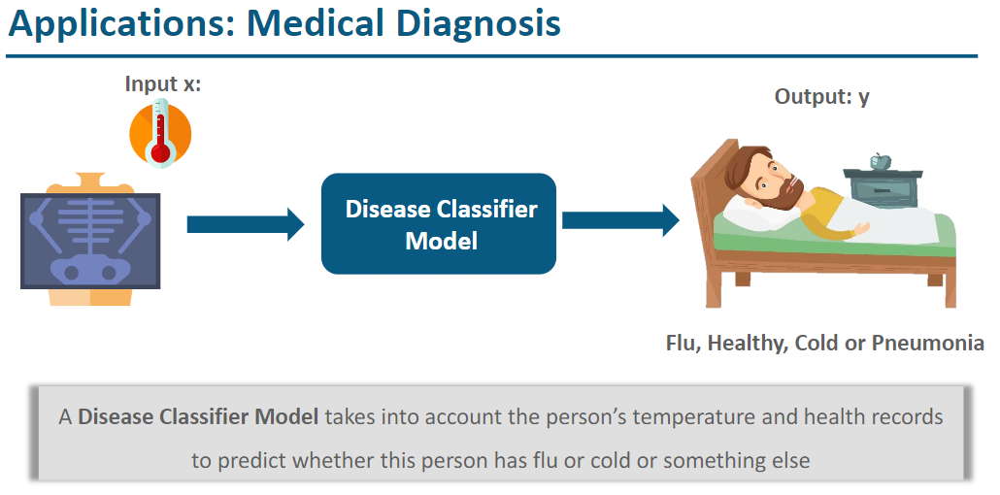 Applications: Medical Diagnosis
Input x:
Output: y
Disease Classifier
Model
Flu, Healthy, Cold or Pneumonia
A Disease Classifier Model takes into account the person’s temperature and health records
to predict whether this person has flu or cold or something else